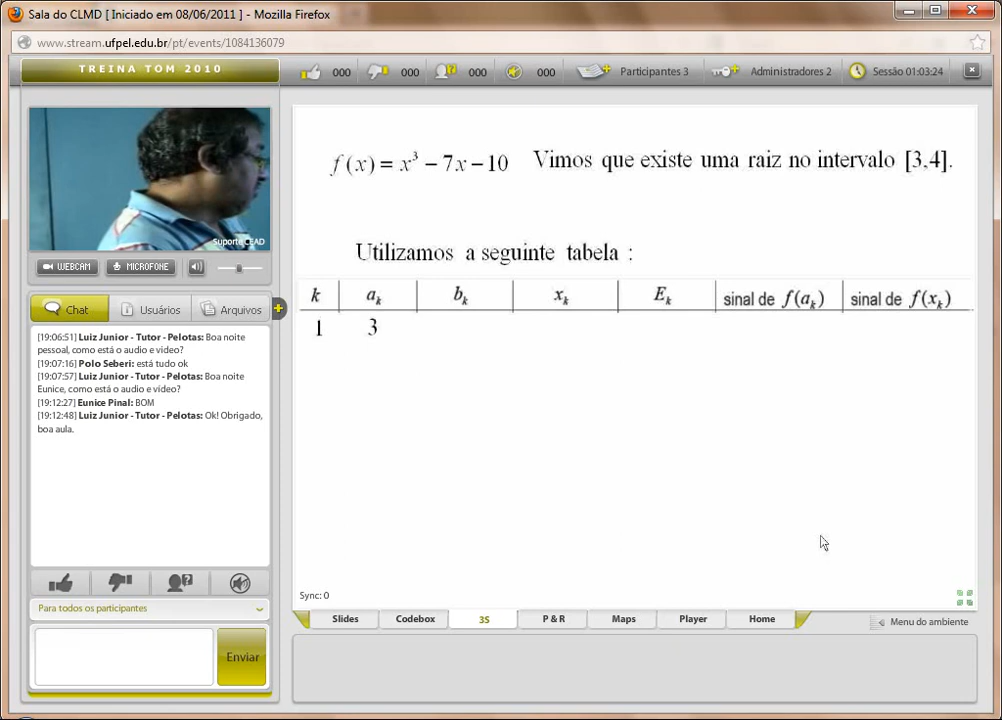 Sala do CLMD [ Iniciado em 08/06/2011 ] - Mozilla Firefox
www.stream.ufpel.edu.br/pt/events/1084136079
TREINA TOM 2010
000 000 000 000 Participantes 3 Administradores 2 Sessão 01:03:24
Suporte CEAD
WEBCAM MICROFONE
Chat Usuários Arquivos
[19:06:51] Luiz Junior - Tutor - Pelotas: Boa noite
pessoal, como está o audio e video?
[19:07:16] Polo Seberi: está tudo ok
[19:07:57] Luiz Junior - Tutor - Pelotas: Boa noite
Eunice, como está o audio e vídeo?
[19:12:27] Eunice Pinal: BOM
[19:12:48] Luiz Junior - Tutor - Pelotas: Ok! Obrigado,
boa aula.
Para todos os participantes
Enviar
f(x) = x³ − 7x − 10 Vimos que existe uma raiz no intervalo [3,4].
Utilizamos a seguinte tabela :
k a_k b_k x_k E_k sinal de f(a_k) sinal de f(x_k)
1 3
Sync: 0
Slides Codebox 3S P & R Maps Player Home Menu do ambiente